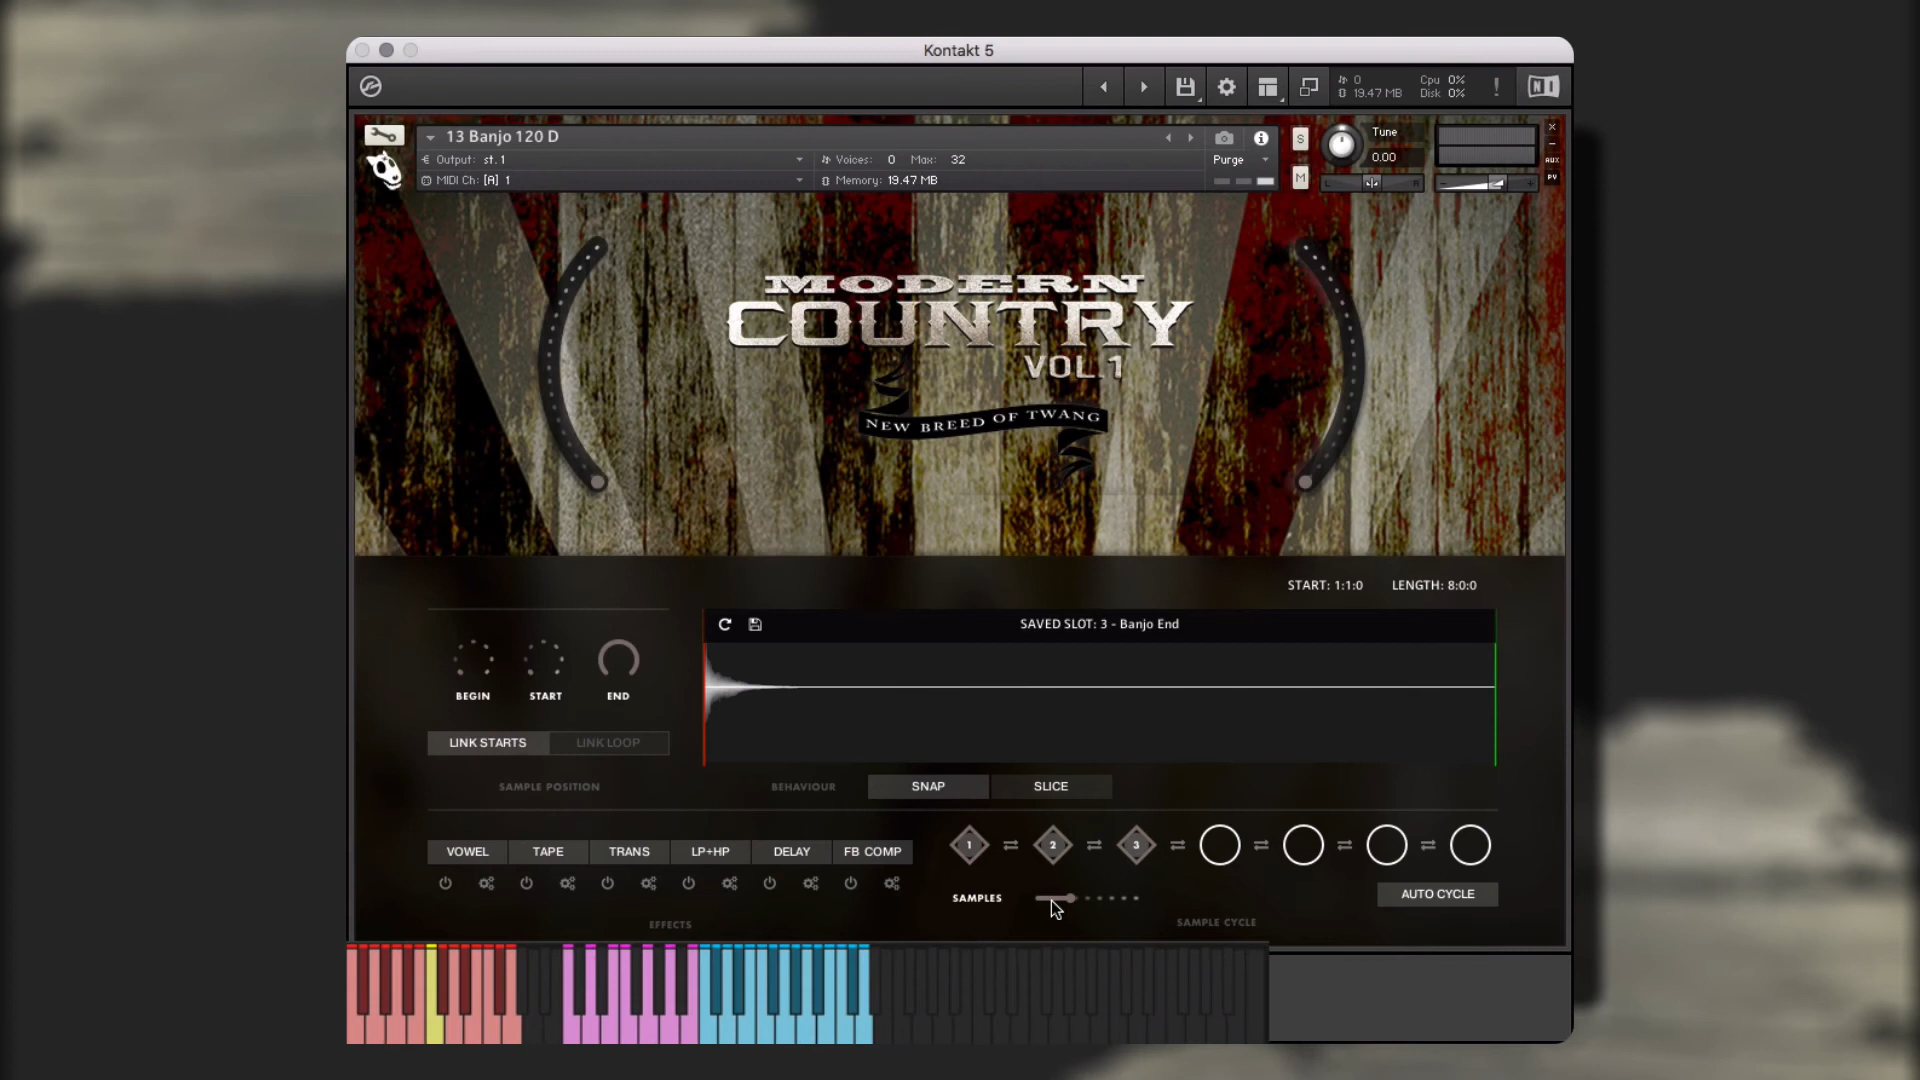 Kontakt 5
0
19.47 MB
Cpu 0%
Disk 0%
!
NI
13 Banjo 120 D
Output: st. 1
Voices: 0 Max: 32
Purge
MIDI Ch: [A] 1
Memory: 19.47 MB
S
M
Tune
0.00
L
R
AUX
PV
MODERN
COUNTRY
VOL.1
NEW BREED OF TWANG
START: 1:1:0
LENGTH: 8:0:0
SAVED SLOT: 3 - Banjo End
BEGIN
START
END
LINK STARTS
LINK LOOP
SAMPLE POSITION
BEHAVIOUR
SNAP
SLICE
VOWEL
TAPE
TRANS
LP+HP
DELAY
FB COMP
EFFECTS
1
2
3
SAMPLES
AUTO CYCLE
SAMPLE CYCLE